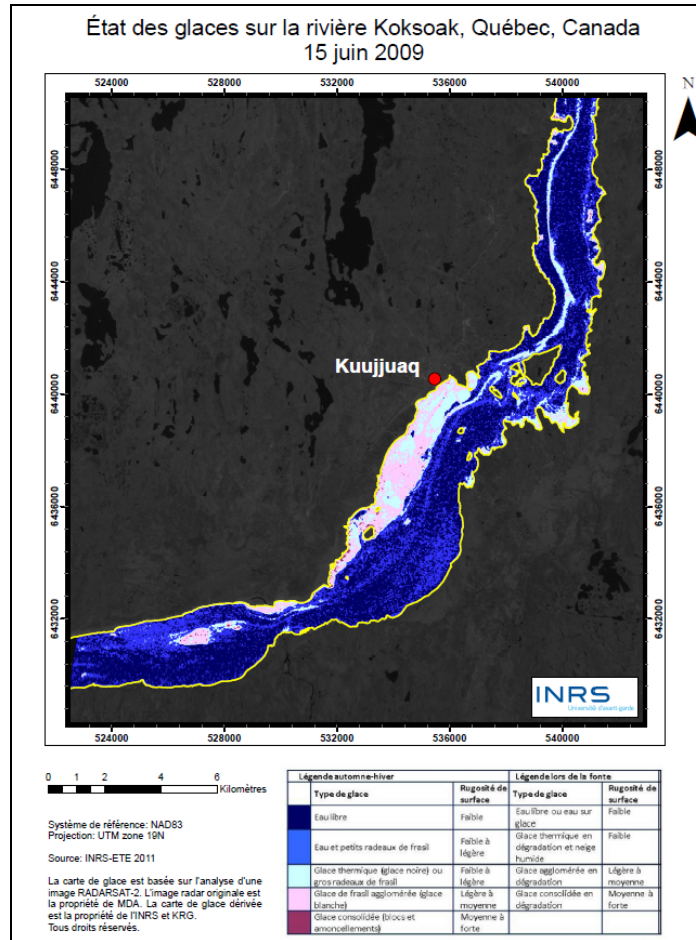 État des glaces sur la rivière Koksoak, Québec, Canada
15 juin 2009
524000 528000 532000 536000 540000
N
6448000 6448000
6444000 6444000
Kuujjuaq
6440000 6440000
6436000 6436000
6432000 6432000
INRS
Université d'avant-garde
524000 528000 532000 536000 540000
0 1 2 4 6
Kilomètres
Système de référence: NAD83
Projection: UTM zone 19N
Source: INRS-ETE 2011
La carte de glace est basée sur l'analyse d'une
image RADARSAT-2. L'image radar originale est
la propriété de MDA. La carte de glace dérivée
est la propriété de l'INRS et KRG.
Tous droits réservés.
Légende automne-hiver Légende lors de la fonte
Type de glace Rugosité de surface Type de glace Rugosité de surface
Eau libre Faible Eau libre ou eau sur glace Faible
Eau et petits radeaux de frasil Faible à légère Glace thermique en dégradation et neige humide Faible
Glace thermique (glace noire) ou gros radeaux de frasil Faible à légère Glace agglomérée en dégradation Légère à moyenne
Glace de frasil agglomérée (glace blanche) Légère à moyenne Glace consolidée en dégradation Moyenne à forte
Glace consolidée (blocs et amoncellements) Moyenne à forte